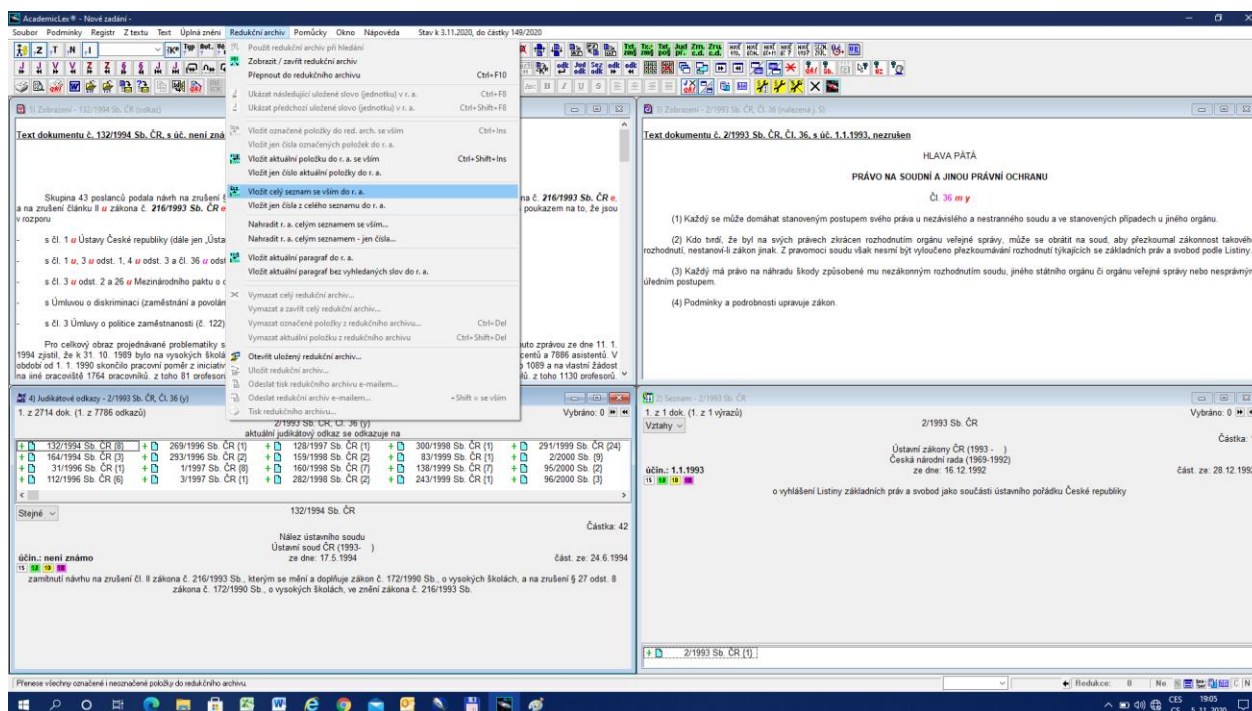 AcademicLex® - Nové zadání -
Soubor Podmínky Registr Z textu Text Úplná znění Redukční archiv Pomůcky Okno Nápověda Stav k 3.11.2020, do částky 149/2020
Použít redukční archiv při hledání
Zobrazit / zavřít redukční archiv
Přepnout do redukčního archivu Ctrl+F10
Ukázat následující uložené slovo (jednotku) v r. a. Ctrl+F8
Ukázat předchozí uložené slovo (jednotku) v r. a. Ctrl+Shift+F8
Vložit označené položky do red. arch. se vším Ctrl+Ins
Vložit jen čísla označených položek do r. a.
Vložit aktuální položku do r. a. se vším Ctrl+Shift+Ins
Vložit jen číslo aktuální položky do r. a.
Vložit celý seznam se vším do r. a.
Vložit jen čísla z celého seznamu do r. a.
Nahradit r. a. celým seznamem se vším...
Nahradit r. a. celým seznamem - jen čísla...
Vložit aktuální paragraf do r. a.
Vložit aktuální paragraf bez vyhledaných slov do r. a.
Vymazat celý redukční archiv...
Vymazat a zavřít celý redukční archiv...
Vymazat označené položky z redukčního archivu... Ctrl+Del
Vymazat aktuální položku z redukčního archivu Ctrl+Shift+Del
Otevřít uložený redukční archiv...
Uložit redukční archiv...
Odeslat tisk redukčního archivu e-mailem...
Odeslat redukční archiv e-mailem... +Shift = se vším
Tisk redukčního archivu...
5) Zobrazení - 132/1994 Sb. ČR (odkaz)
Text dokumentu č. 132/1994 Sb. ČR, s úč. není zná
Skupina 43 poslanců podala návrh na zrušení § na č. 216/1993 Sb. ČR e,
a na zrušení článku II u zákona č. 216/1993 Sb. ČR e poukazem na to, že jsou
v rozporu
- s čl. 1 u Ústavy České republiky (dále jen „Ústa
- s čl. 1 u, 3 u odst. 1, 4 u odst. 3 a čl. 36 u ods
- s čl. 3 u odst. 2 a 26 u Mezinárodního paktu o
- s Úmluvou o diskriminaci (zaměstnání a povolán
- s čl. 3 Úmluvy o politice zaměstnanosti (č. 122)
Pro celkový obraz projednávané problematiky s uto zprávou ze dne 11. 1.
1994 zjistil, že k 31. 10. 1989 bylo na vysokých školá centů a 7886 asistentů. V
období od 1. 1. 1990 skončilo pracovní poměr z iniciativ 1089 a na vlastní žádost
na jiné pracoviště 1764 pracovníků, z toho 81 profesor ů, z toho 1130 profesorů,
3) Zobrazení - 2/1993 Sb. ČR, Čl. 36 (nalezená j. 5)
Text dokumentu č. 2/1993 Sb. ČR, Čl. 36, s úč. 1.1.1993, nezrušen
HLAVA PÁTÁ
PRÁVO NA SOUDNÍ A JINOU PRÁVNÍ OCHRANU
Čl. 36 m y
(1) Každý se může domáhat stanoveným postupem svého práva u nezávislého a nestranného soudu a ve stanovených případech u jiného orgánu.
(2) Kdo tvrdí, že byl na svých právech zkrácen rozhodnutím orgánu veřejné správy, může se obrátit na soud, aby přezkoumal zákonnost takového
rozhodnutí, nestanoví-li zákon jinak. Z pravomoci soudu však nesmí být vyloučeno přezkoumávání rozhodnutí týkajících se základních práv a svobod podle Listiny.
(3) Každý má právo na náhradu škody způsobené mu nezákonným rozhodnutím soudu, jiného státního orgánu či orgánu veřejné správy nebo nesprávným
úředním postupem.
(4) Podmínky a podrobnosti upravuje zákon.
4) Judikátové odkazy - 2/1993 Sb. ČR, Čl. 36 (y)
1. z 2714 dok. (1. z 7786 odkazů) Vybráno: 0
2/1993 Sb. ČR, Čl. 36 (y)
aktuální judikátový odkaz se odkazuje na
132/1994 Sb. ČR {8} 269/1996 Sb. ČR {1} 128/1997 Sb. ČR {1} 300/1998 Sb. ČR {1} 291/1999 Sb. ČR {24}
164/1994 Sb. ČR {3} 293/1996 Sb. ČR {2} 159/1998 Sb. ČR {2} 83/1999 Sb. ČR {1} 2/2000 Sb. {9}
31/1996 Sb. ČR {1} 1/1997 Sb. ČR {8} 160/1998 Sb. ČR {7} 138/1999 Sb. ČR {7} 95/2000 Sb. {2}
112/1996 Sb. ČR {6} 3/1997 Sb. ČR {1} 282/1998 Sb. ČR {2} 243/1999 Sb. ČR {1} 96/2000 Sb. {3}
Stejné
132/1994 Sb. ČR
Částka: 42
Nález ústavního soudu
Ústavní soud ČR (1993- )
účin.: není známo ze dne: 17.5.1994 část. ze: 24.6.1994
zamítnutí návrhu na zrušení čl. II zákona č. 216/1993 Sb., kterým se mění a doplňuje zákon č. 172/1990 Sb., o vysokých školách, a na zrušení § 27 odst. 8
zákona č. 172/1990 Sb., o vysokých školách, ve znění zákona č. 216/1993 Sb.
2) Seznam - 2/1993 Sb. ČR
1. z 1 dok. (1. z 1 výrazů) Vybráno: 0
Vztahy
2/1993 Sb. ČR
Částka:
Ústavní zákony ČR (1993 - )
Česká národní rada (1969-1992)
účin.: 1.1.1993 ze dne: 16.12.1992 část. ze: 28.12.1992
o vyhlášení Listiny základních práv a svobod jako součásti ústavního pořádku České republiky
2/1993 Sb. ČR {1}
Přenese všechny označené i neoznačené položky do redukčního archivu.
Redukce: 0 Ne
CES 19:05
CS 5.11.2020